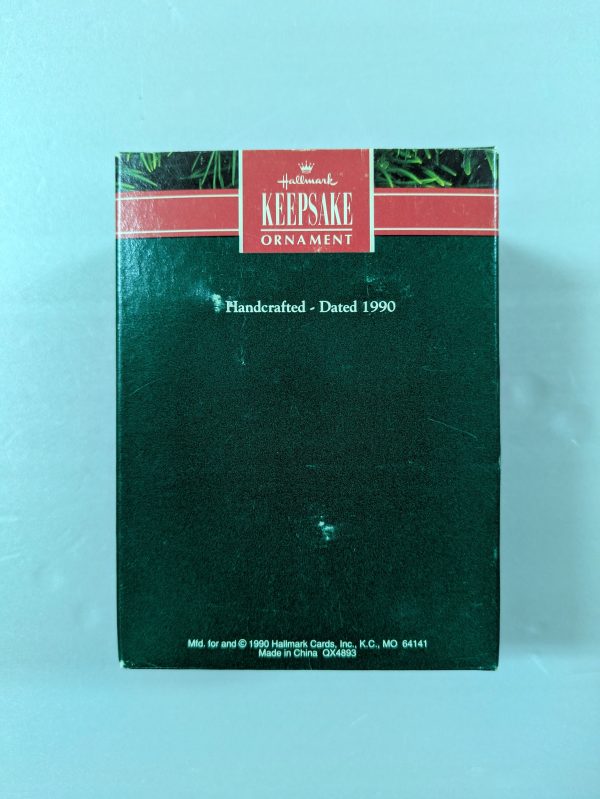 Hallmark
KEEPSAKE
ORNAMENT
Handcrafted - Dated 1990
Mfd. for and © 1990 Hallmark Cards, Inc., K.C., MO 64141
Made in China QX4893